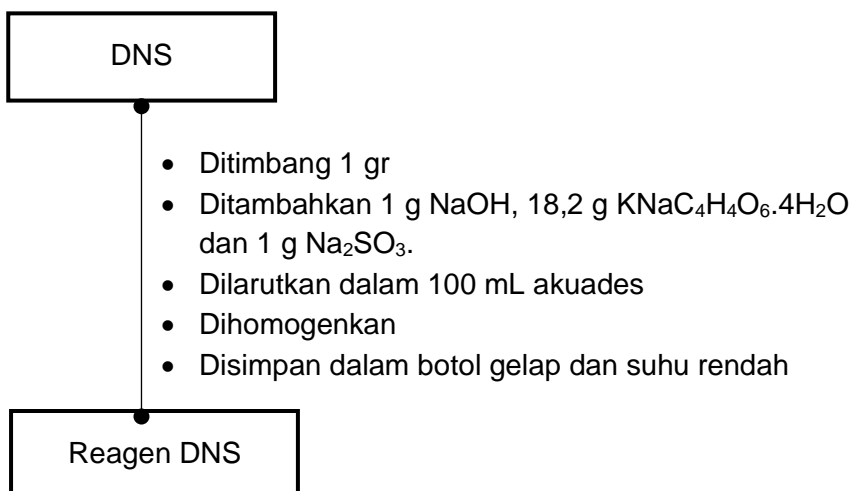 DNS
• Ditimbang 1 gr
• Ditambahkan 1 g NaOH, 18,2 g KNaC₄H₄O₆.4H₂O
dan 1 g Na₂SO₃.
• Dilarutkan dalam 100 mL akuades
• Dihomogenkan
• Disimpan dalam botol gelap dan suhu rendah
Reagen DNS